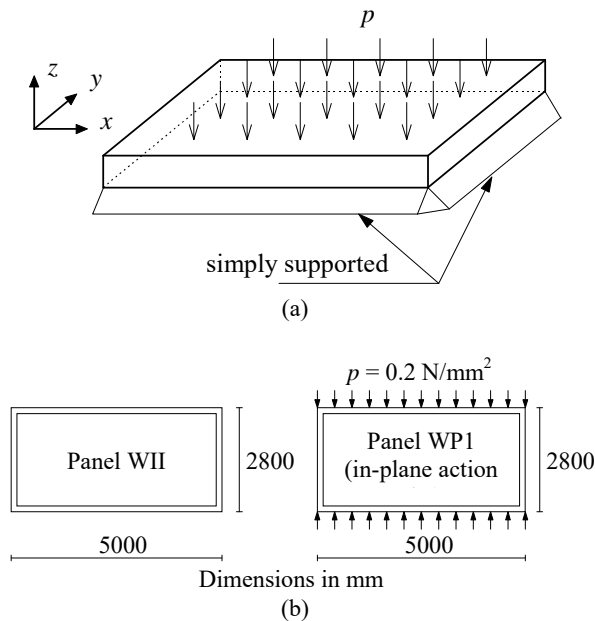 p
z
y
x
simply supported
(a)
p = 0.2 N/mm²
Panel WII
2800
Panel WP1
(in-plane action
2800
5000
5000
Dimensions in mm
(b)